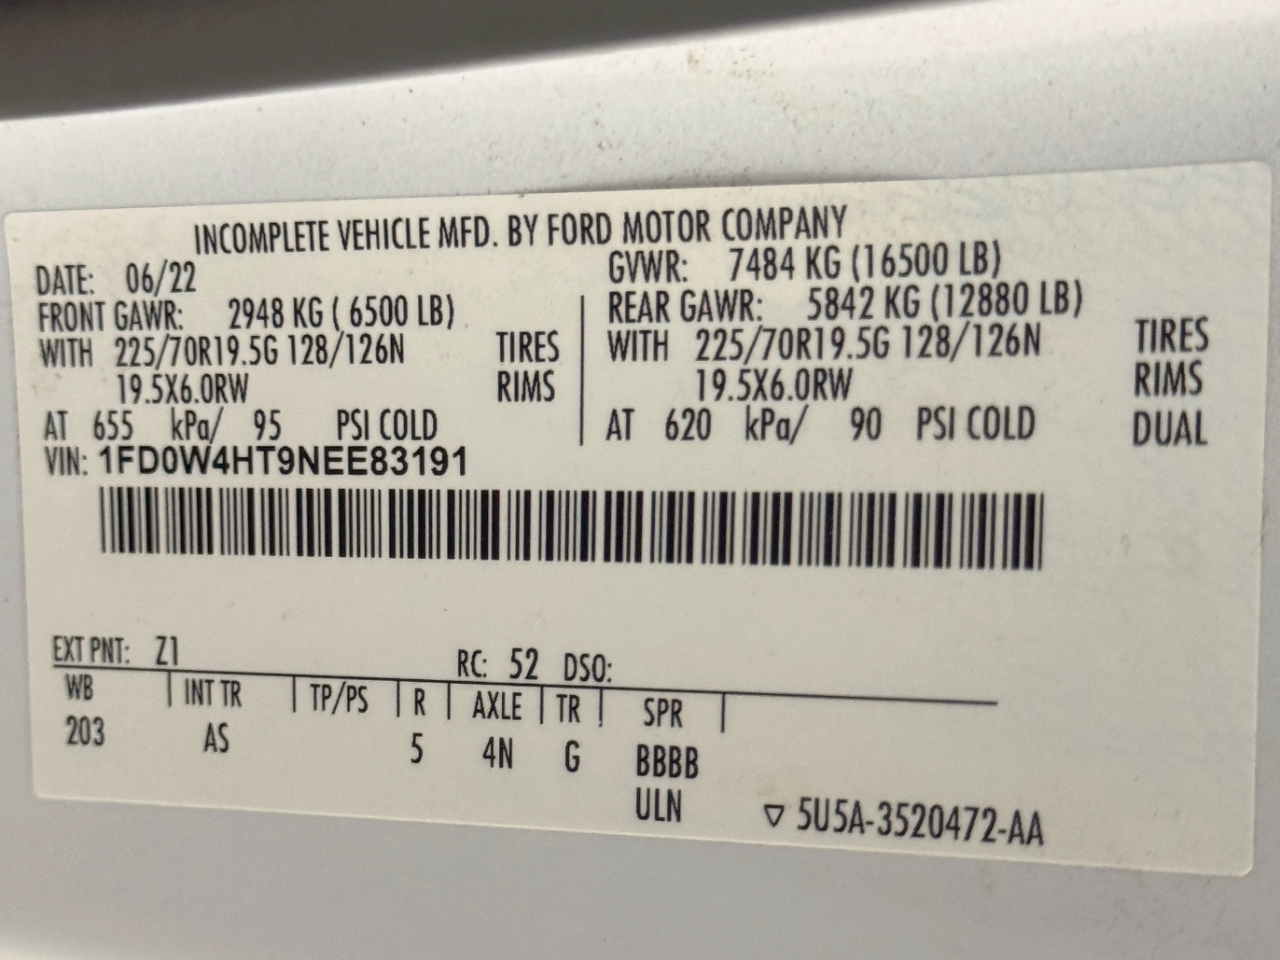 INCOMPLETE VEHICLE MFD. BY FORD MOTOR COMPANY
DATE: 06/22 GVWR: 7484 KG (16500 LB)
FRONT GAWR: 2948 KG ( 6500 LB) REAR GAWR: 5842 KG (12880 LB)
WITH 225/70R19.5G 128/126N TIRES WITH 225/70R19.5G 128/126N TIRES
19.5X6.0RW RIMS 19.5X6.0RW RIMS
AT 655 kPa/ 95 PSI COLD AT 620 kPa/ 90 PSI COLD DUAL
VIN: 1FD0W4HT9NEE83191
EXT PNT: Z1 RC: 52 DSO:
WB INT TR TP/PS R AXLE TR SPR
203 AS 5 4N G BBBB
ULN ▽ 5U5A-3520472-AA